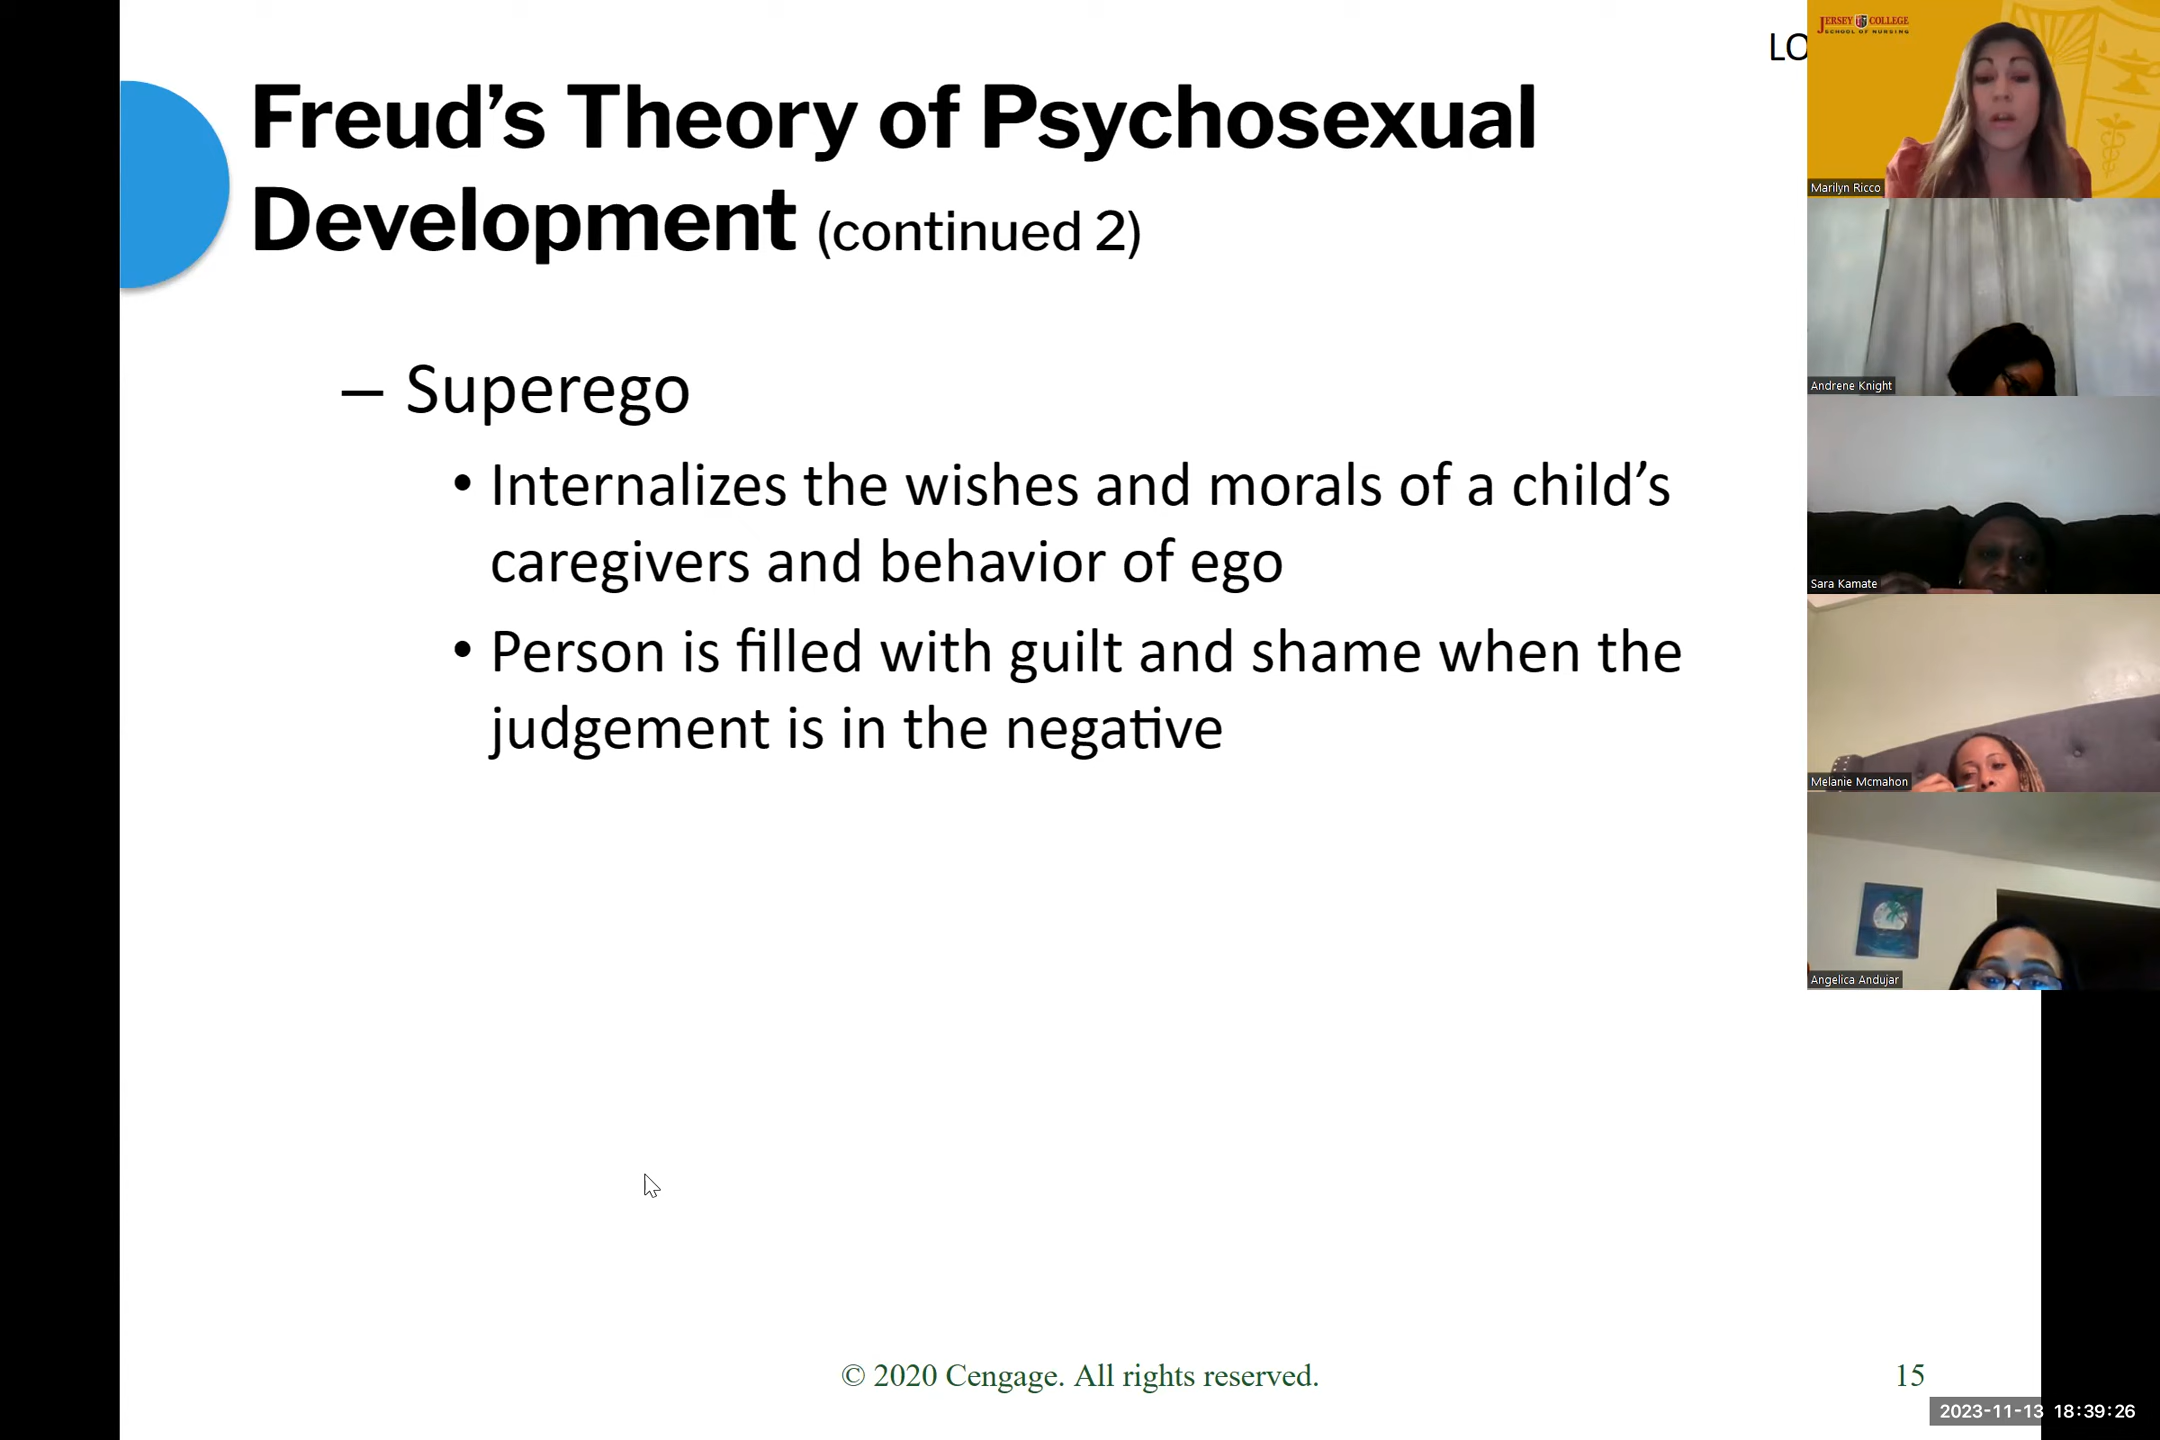 LO
Freud’s Theory of Psychosexual
Development (continued 2)
– Superego
• Internalizes the wishes and morals of a child’s
caregivers and behavior of ego
• Person is filled with guilt and shame when the
judgement is in the negative
© 2020 Cengage. All rights reserved.
15
JERSEY COLLEGE
SCHOOL OF NURSING
Marilyn Ricco
Andrene Knight
Sara Kamate
Melanie Mcmahon
Angelica Andujar
2023-11-13 18:39:26